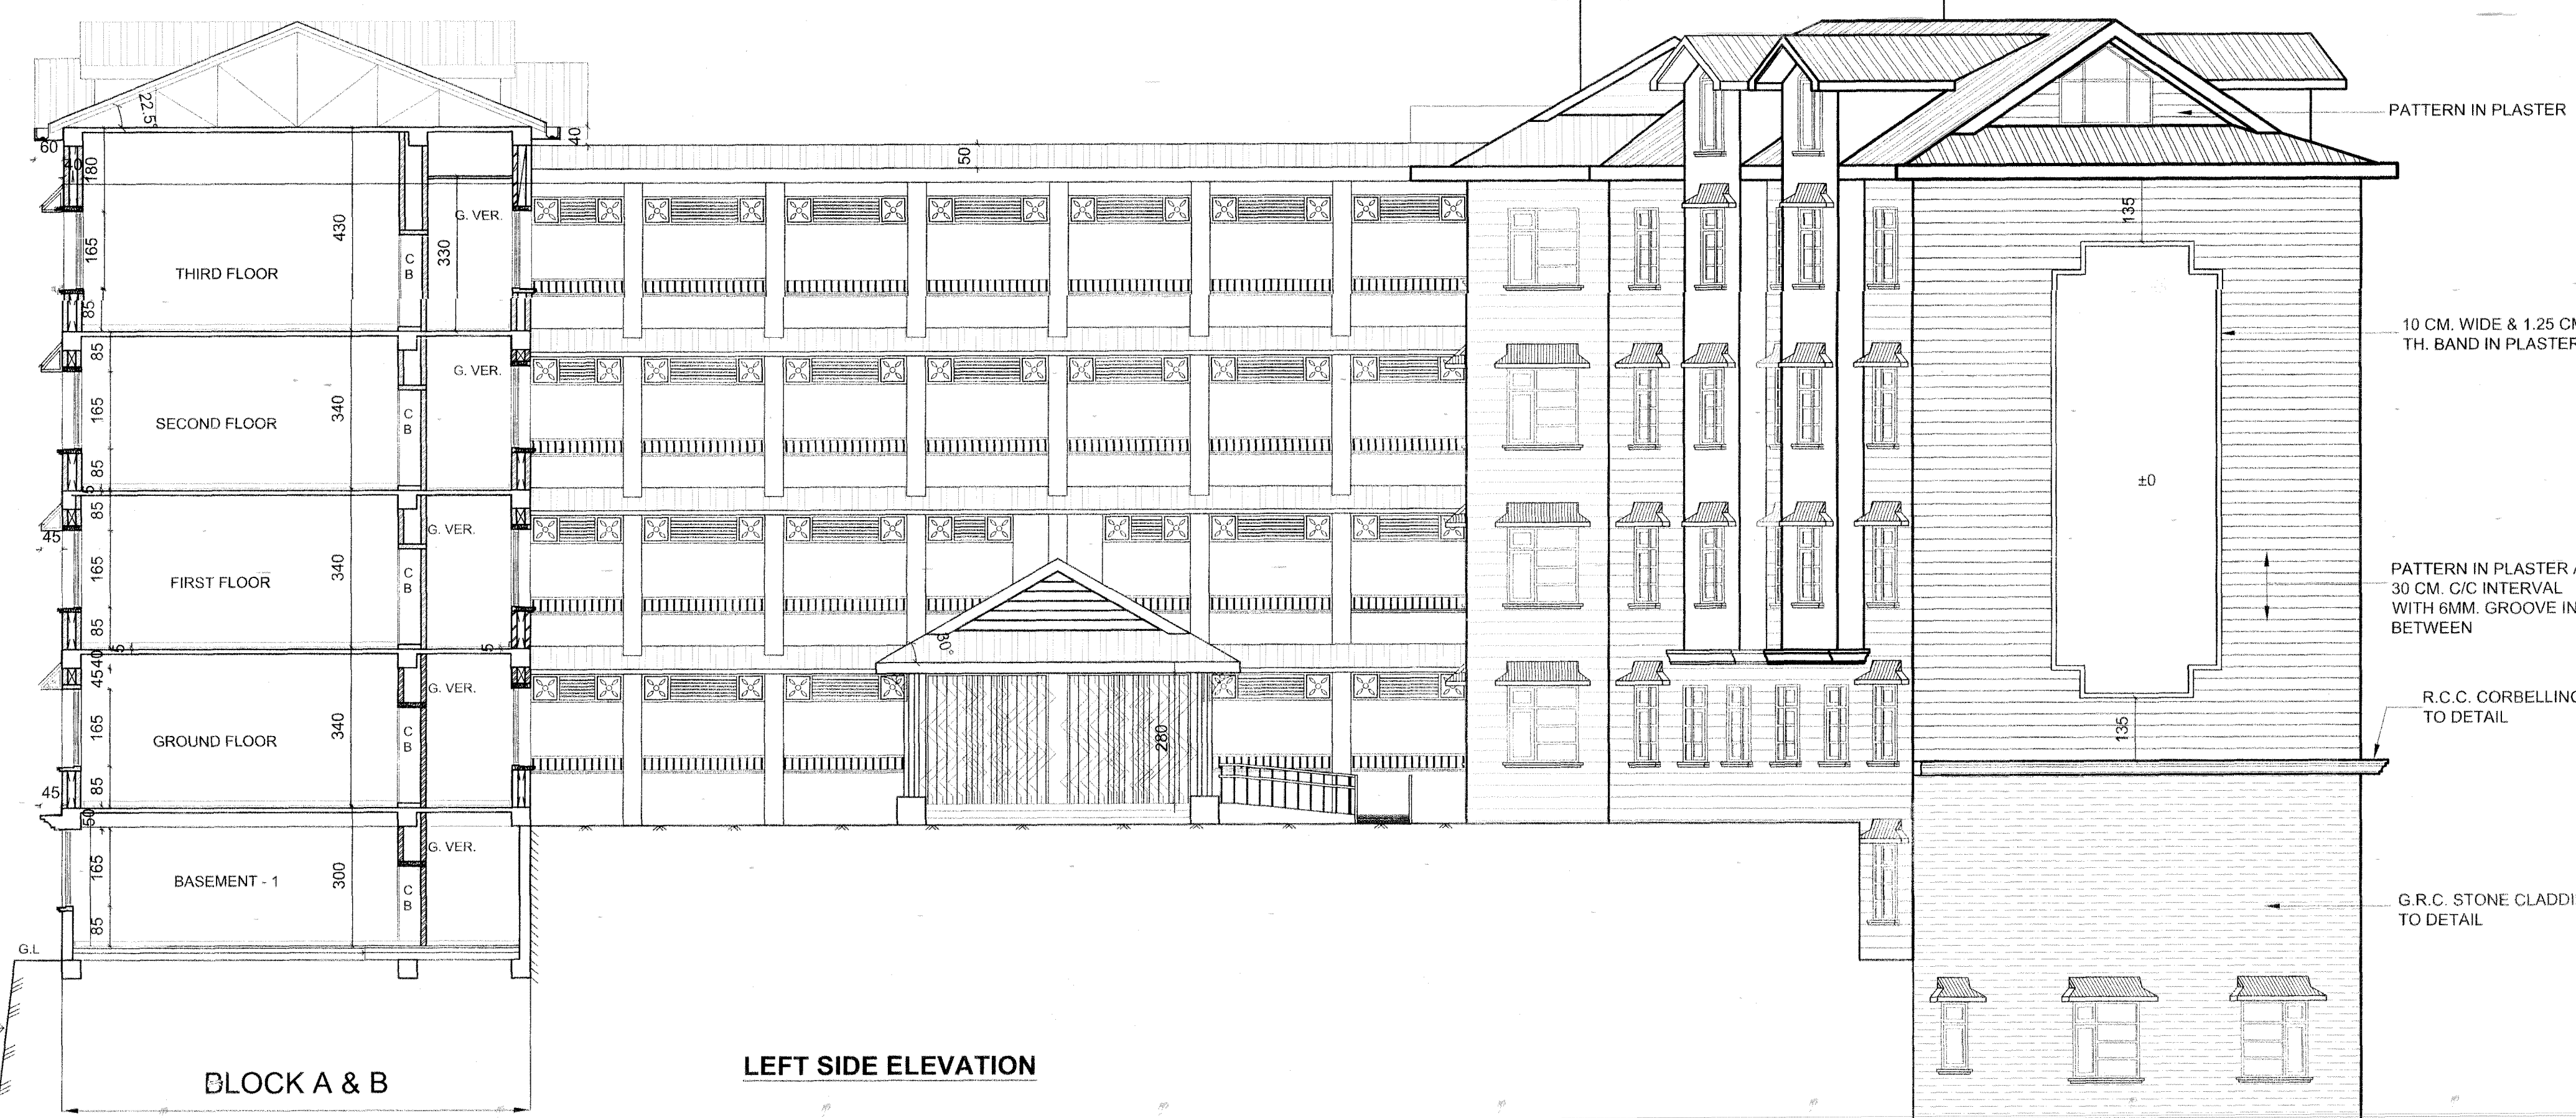 22.5°
60
40
180
40
50
430
G. VER.
330
165
THIRD FLOOR
C
B
85
85
G. VER.
165
SECOND FLOOR
340
C
B
85
5
85
G. VER.
45
165
FIRST FLOOR
340
C
B
85
5
5
40
45
G. VER.
165
GROUND FLOOR
340
C
B
85
45
50
G. VER.
165
BASEMENT - 1
300
C
B
85
G.L
BLOCK A & B
30°
280
LEFT SIDE ELEVATION
135
±0
135
PATTERN IN PLASTER
10 CM. WIDE & 1.25 CM
TH. BAND IN PLASTER
PATTERN IN PLASTER
30 CM. C/C INTERVAL
WITH 6MM. GROOVE IN
BETWEEN
R.C.C. CORBELLING
TO DETAIL
G.R.C. STONE
TO DETAIL